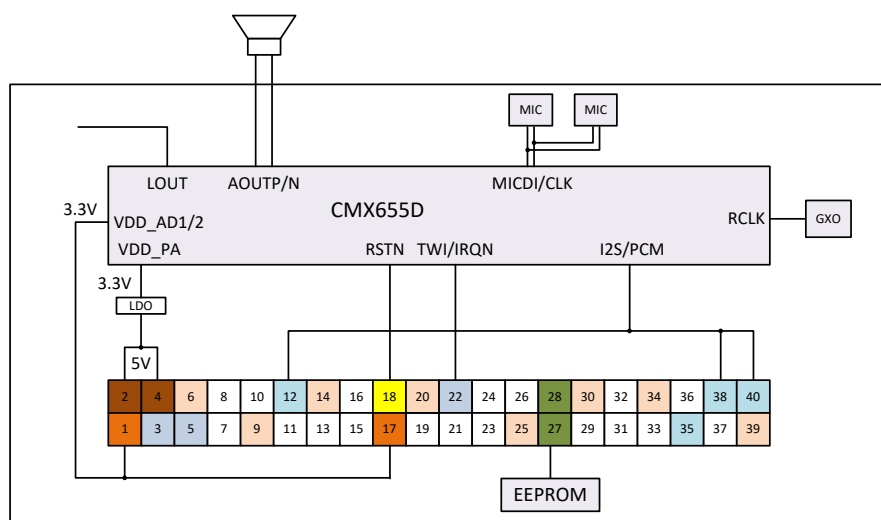 MIC MIC
LOUT AOUTP/N MICDI/CLK
CMX655D
3.3V
VDD_AD1/2
RCLK GXO
VDD_PA RSTN TWI/IRQN I2S/PCM
3.3V
LDO
5V
2 4 6 8 10 12 14 16 18 20 22 24 26 28 30 32 34 36 38 40
1 3 5 7 9 11 13 15 17 19 21 23 25 27 29 31 33 35 37 39
EEPROM